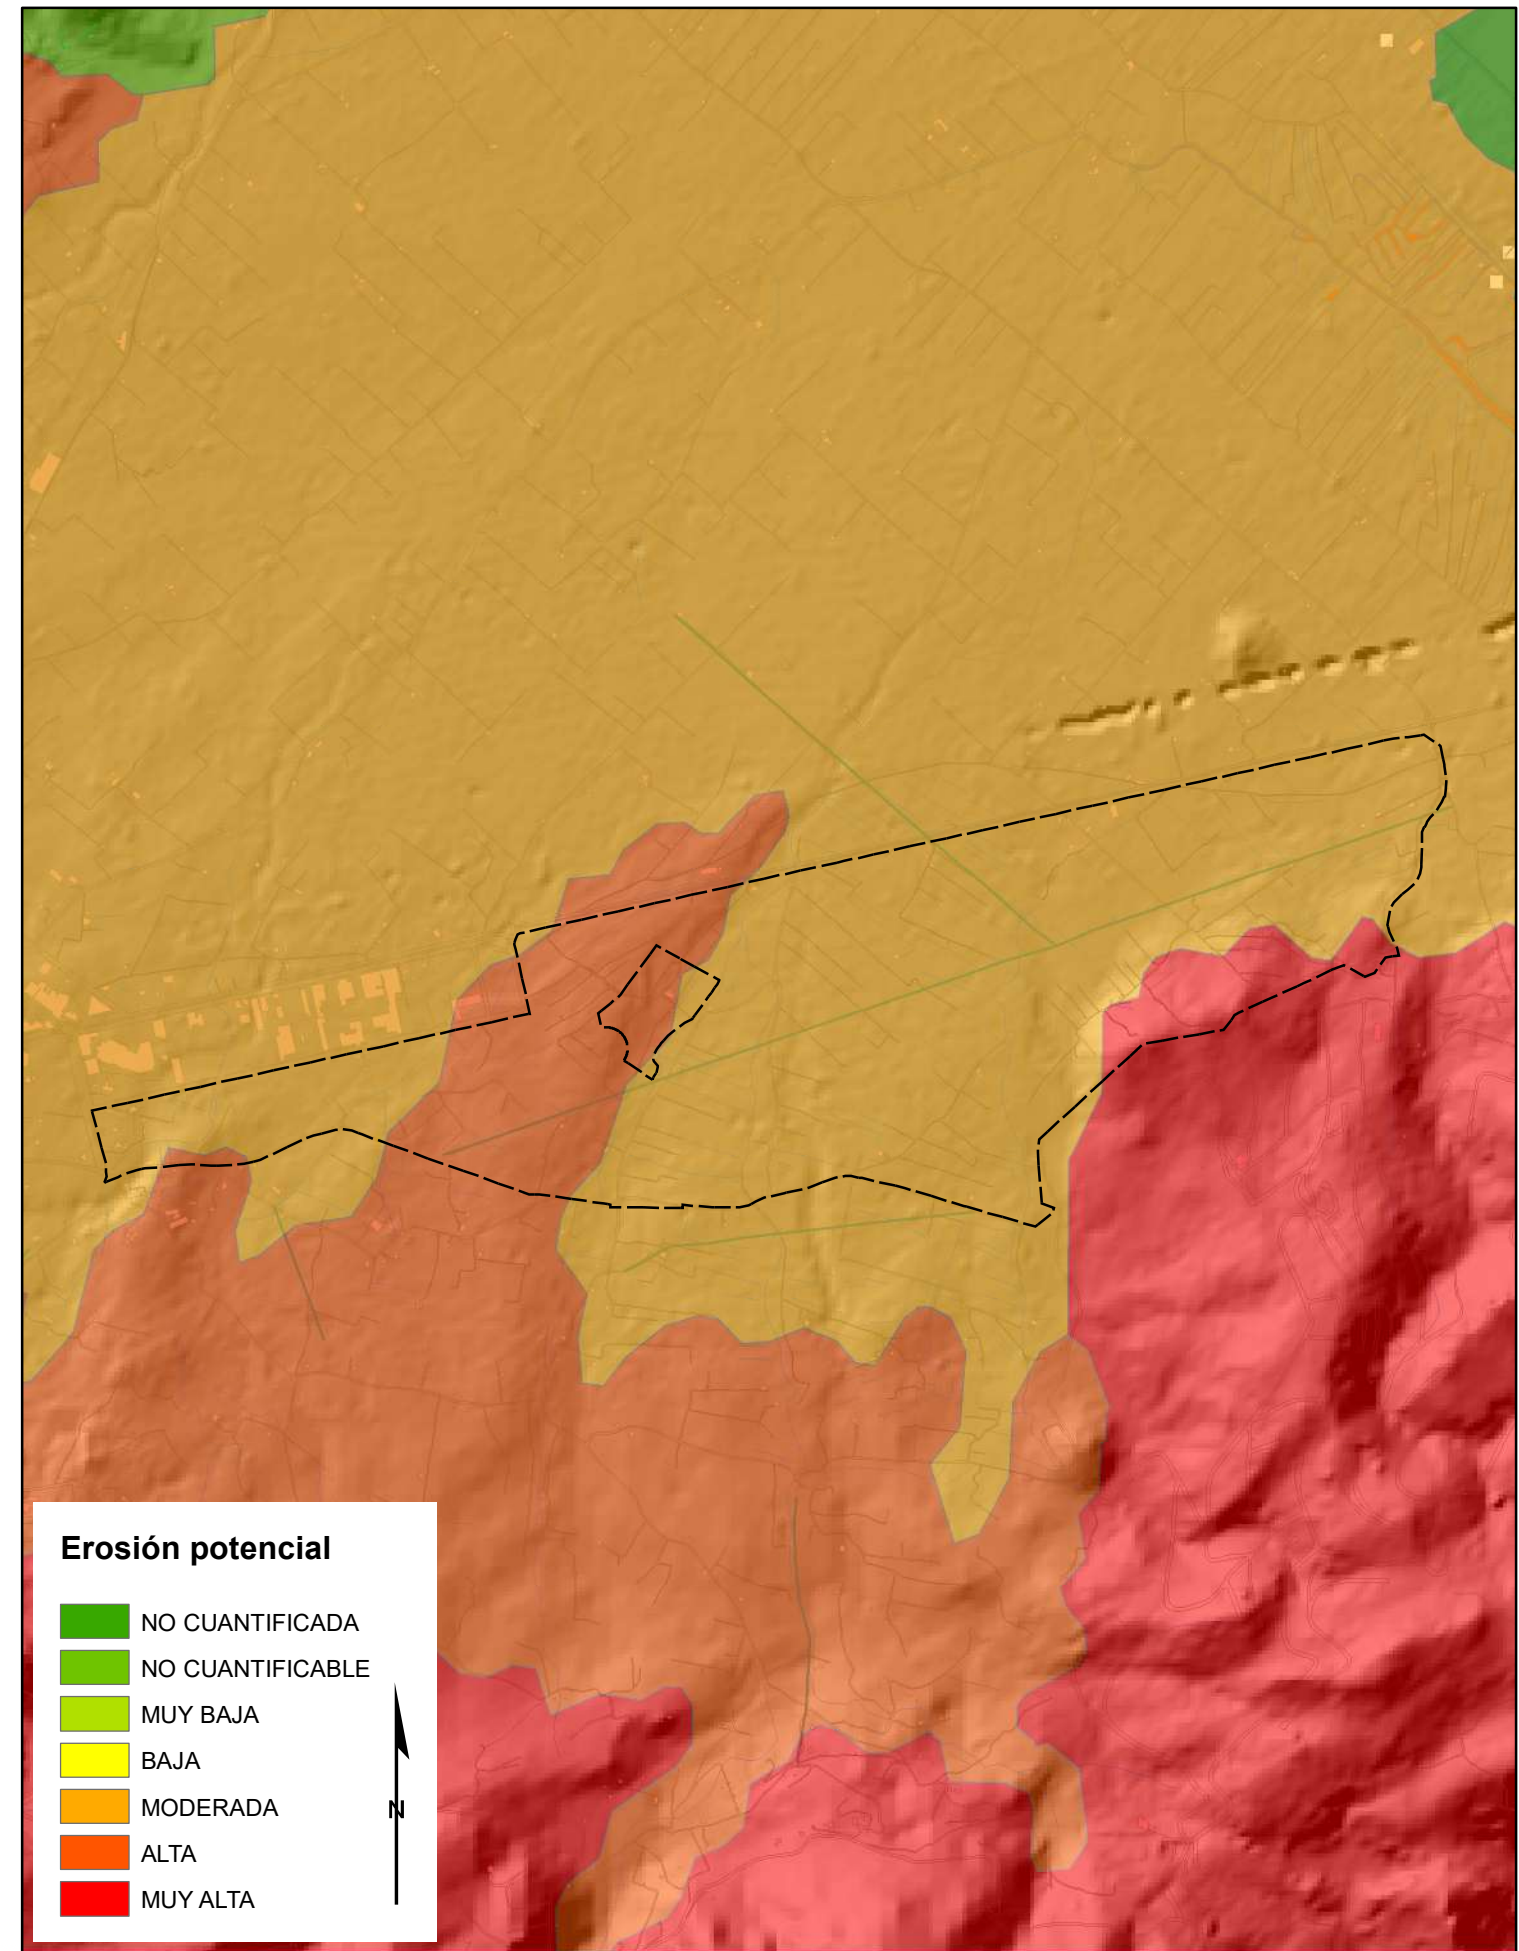 Erosión potencial
NO CUANTIFICADA
NO CUANTIFICABLE
MUY BAJA
BAJA
MODERADA
N
ALTA
MUY ALTA